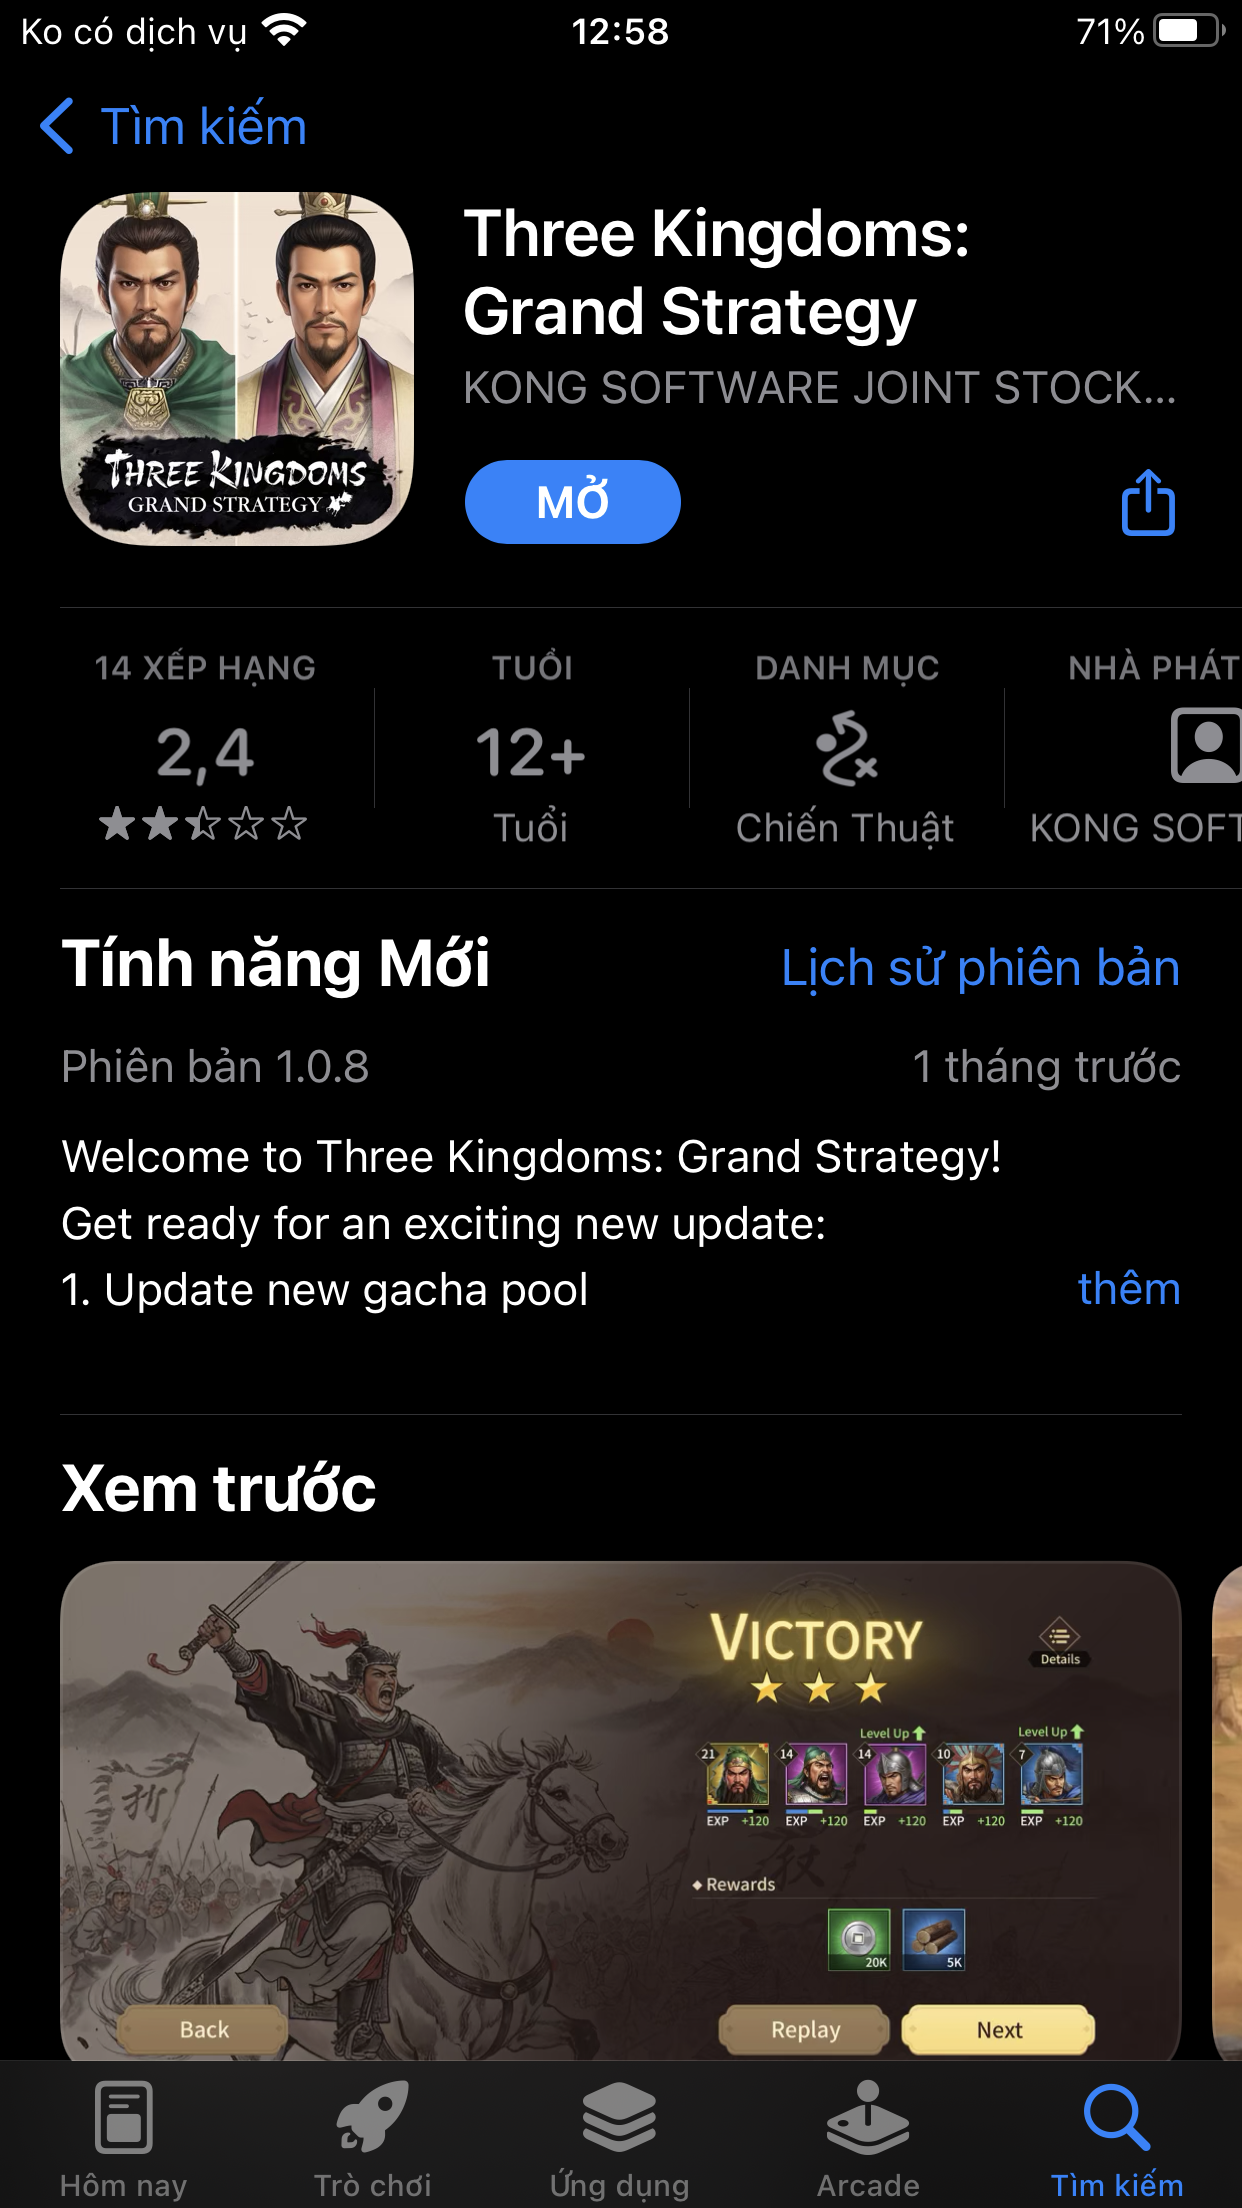 Ko có dịch vụ 12:58 71%
Tìm kiếm
THREE KINGDOMS
GRAND STRATEGY
Three Kingdoms:
Grand Strategy
KONG SOFTWARE JOINT STOCK...
MỞ
14 XẾP HẠNG TUỔI DANH MỤC NHÀ PHÁT
2,4 12+
Tuổi Chiến Thuật KONG SOFT
Tính năng Mới Lịch sử phiên bản
Phiên bản 1.0.8 1 tháng trước
Welcome to Three Kingdoms: Grand Strategy!
Get ready for an exciting new update:
1. Update new gacha pool thêm
Xem trước
VICTORY
Details
Level Up Level Up
21 14 14 10 7
EXP +120 EXP +120 EXP +120 EXP +120 EXP +120
Rewards
20K 5K
Back Replay Next
Hôm nay Trò chơi Ứng dụng Arcade Tìm kiếm